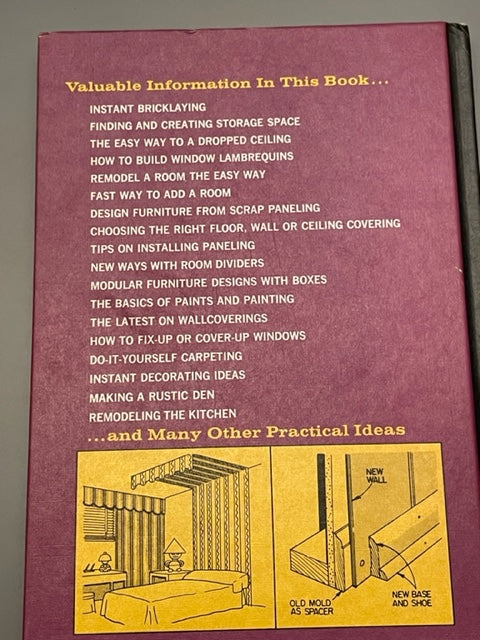 Valuable Information In This Book...
INSTANT BRICKLAYING
FINDING AND CREATING STORAGE SPACE
THE EASY WAY TO A DROPPED CEILING
HOW TO BUILD WINDOW LAMBREQUINS
REMODEL A ROOM THE EASY WAY
FAST WAY TO ADD A ROOM
DESIGN FURNITURE FROM SCRAP PANELING
CHOOSING THE RIGHT FLOOR, WALL OR CEILING COVERING
TIPS ON INSTALLING PANELING
NEW WAYS WITH ROOM DIVIDERS
MODULAR FURNITURE DESIGNS WITH BOXES
THE BASICS OF PAINTS AND PAINTING
THE LATEST ON WALLCOVERINGS
HOW TO FIX-UP OR COVER-UP WINDOWS
DO-IT-YOURSELF CARPETING
INSTANT DECORATING IDEAS
MAKING A RUSTIC DEN
REMODELING THE KITCHEN
...and Many Other Practical Ideas
NEW
WALL
OLD MOLD
AS SPACER
NEW BASE
AND SHOE